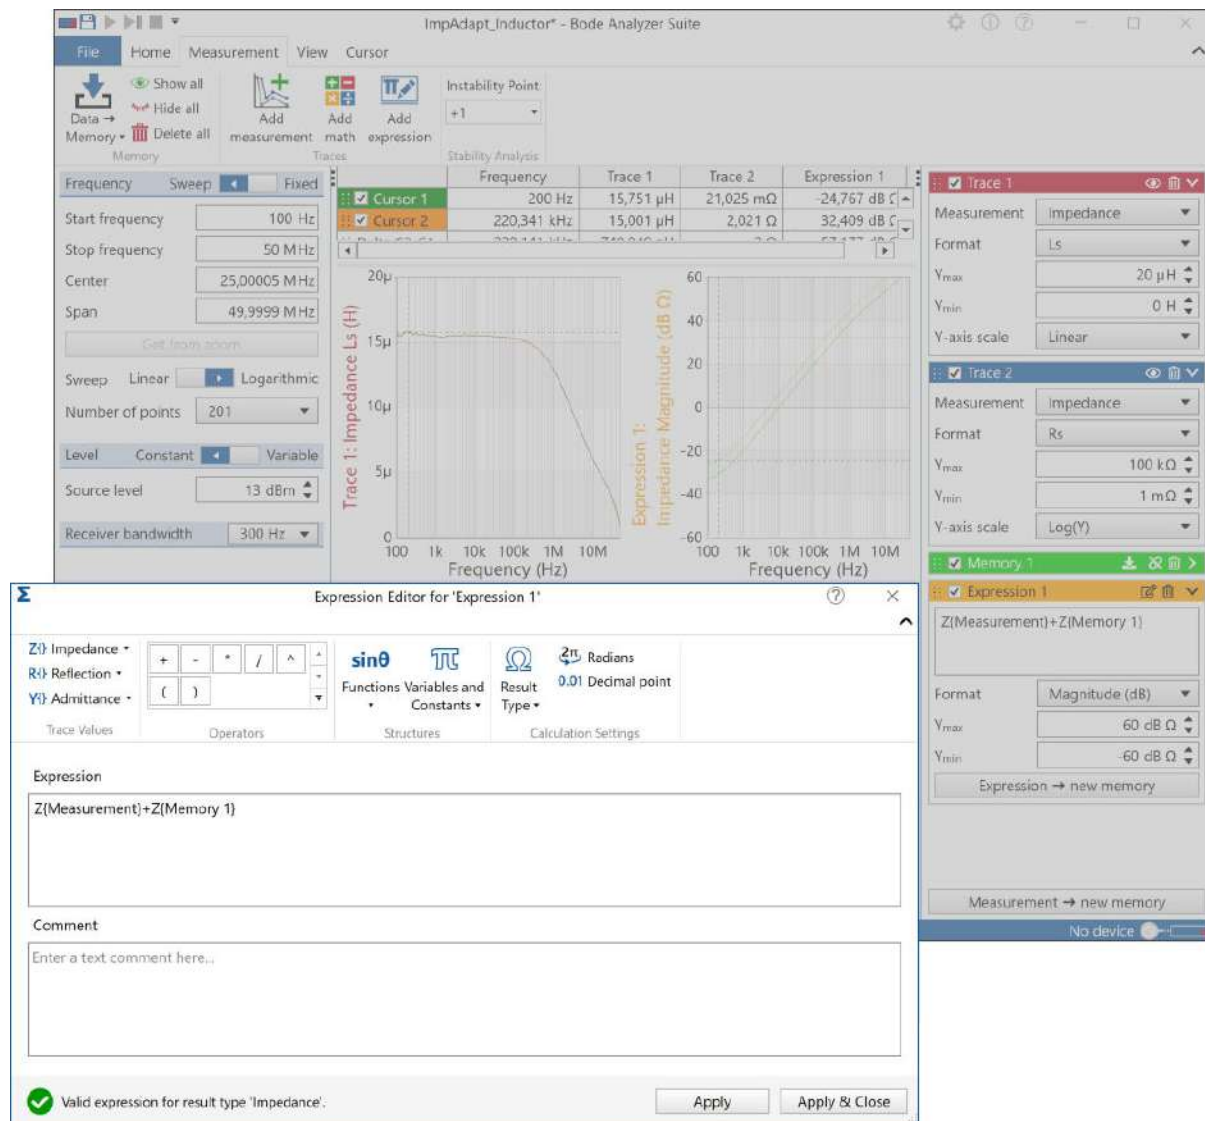 ImpAdapt_Inductor* - Bode Analyzer Suite
File Home Measurement View Cursor
Data →
Memory
Show all
Hide all
Delete all
Memory
Add
measurement
Add
math
Add
expression
Traces
Instability Point
+1
Stability Analysis
Frequency Sweep Fixed
Start frequency 100 Hz
Stop frequency 50 MHz
Center 25,00005 MHz
Span 49,9999 MHz
Get from zoom
Sweep Linear Logarithmic
Number of points 201
Level Constant Variable
Source level 13 dBm
Receiver bandwidth 300 Hz
Frequency Trace 1 Trace 2 Expression 1
Cursor 1 200 Hz 15,751 µH 21,025 mΩ -24,767 dB Ω
Cursor 2 220,341 kHz 15,001 µH 2,021 Ω 32,409 dB Ω
Trace 1: Impedance Ls (H)
20µ
15µ
10µ
5µ
0
100 1k 10k 100k 1M 10M
Frequency (Hz)
Expression 1:
Impedance Magnitude (dB Ω)
60
40
20
0
-20
-40
-60
100 1k 10k 100k 1M 10M
Frequency (Hz)
Trace 1
Measurement Impedance
Format Ls
Ymax 20 µH
Ymin 0 H
Y-axis scale Linear
Trace 2
Measurement Impedance
Format Rs
Ymax 100 kΩ
Ymin 1 mΩ
Y-axis scale Log(Y)
Memory 1
Expression 1
Z{Measurement}+Z{Memory 1}
Format Magnitude (dB)
Ymax 60 dB Ω
Ymin -60 dB Ω
Expression → new memory
Measurement → new memory
No device
Σ Expression Editor for 'Expression 1'
Z{} Impedance
R{} Reflection
Y{} Admittance
Trace Values
+ - * / ^
( )
Operators
sinθ
Functions
Variables and
Constants
Structures
Ω
Result
Type
2π Radians
0.01 Decimal point
Calculation Settings
Expression
Z{Measurement}+Z{Memory 1}
Comment
Enter a text comment here...
Valid expression for result type 'Impedance'.
Apply Apply & Close